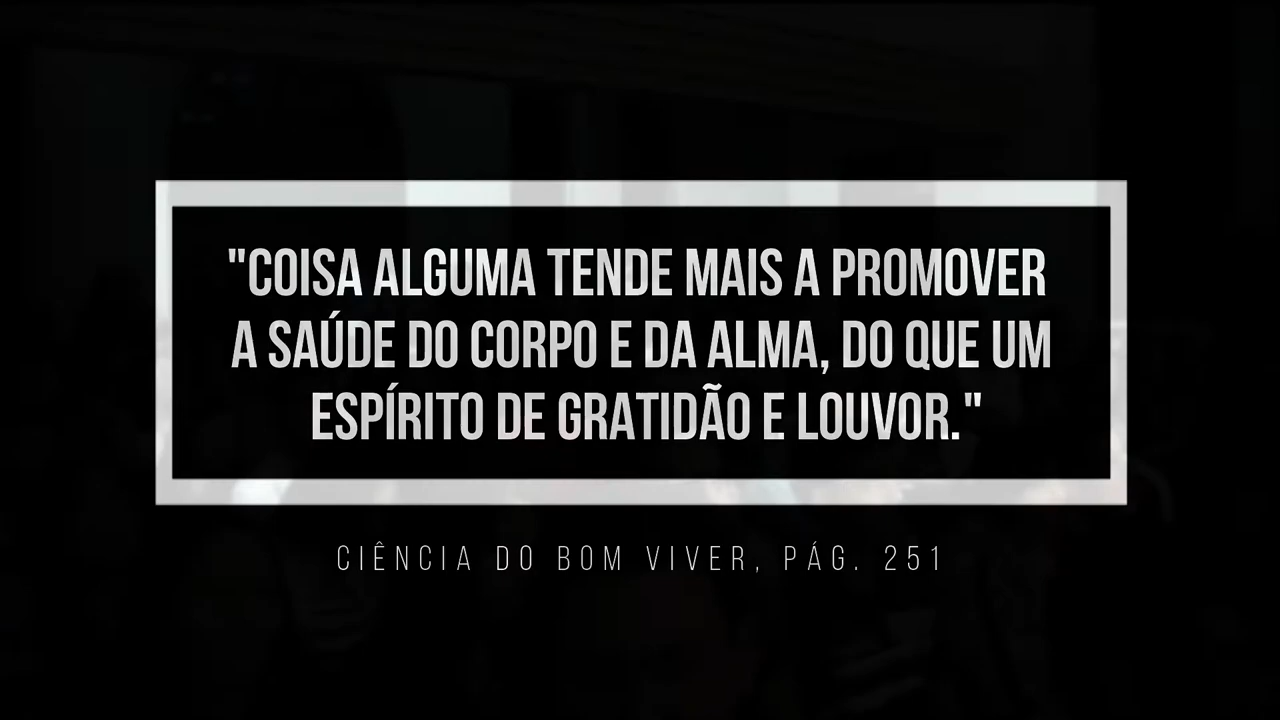 "COISA ALGUMA TENDE MAIS A PROMOVER
A SAÚDE DO CORPO E DA ALMA, DO QUE UM
ESPÍRITO DE GRATIDÃO E LOUVOR."
CIÊNCIA DO BOM VIVER, PÁG. 251